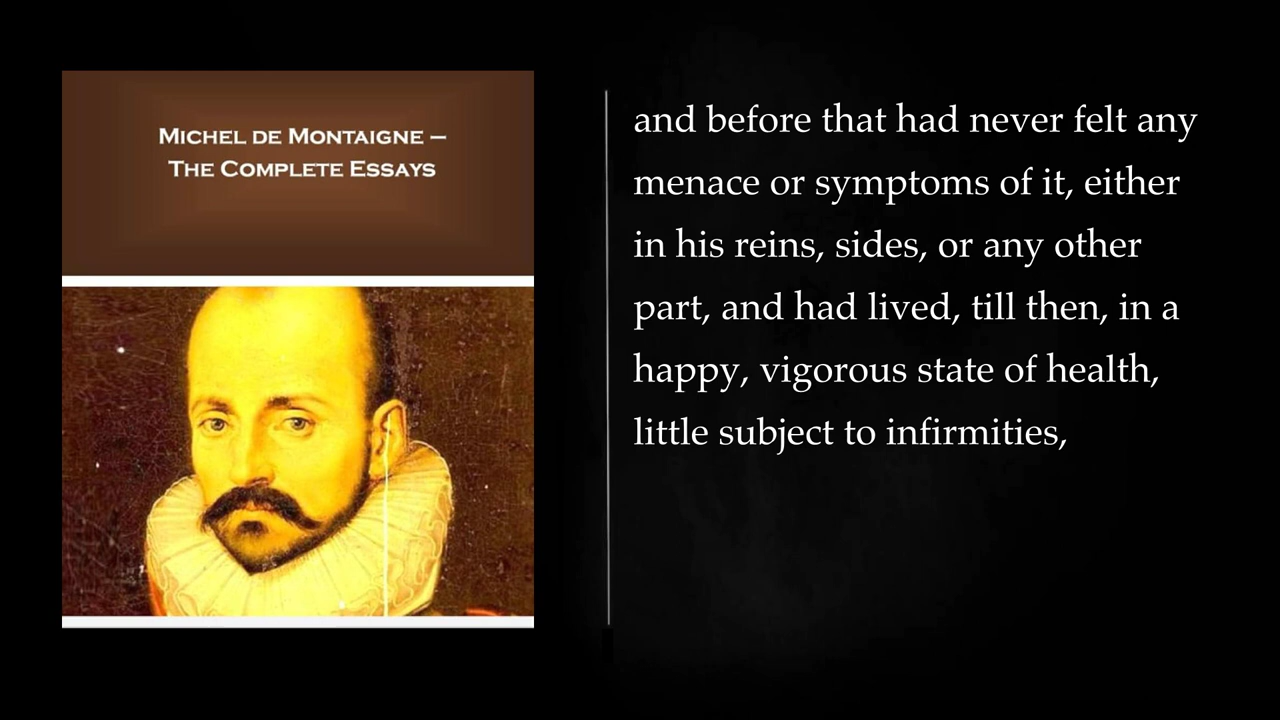 Michel de Montaigne –
The Complete Essays
and before that had never felt any
menace or symptoms of it, either
in his reins, sides, or any other
part, and had lived, till then, in a
happy, vigorous state of health,
little subject to infirmities,